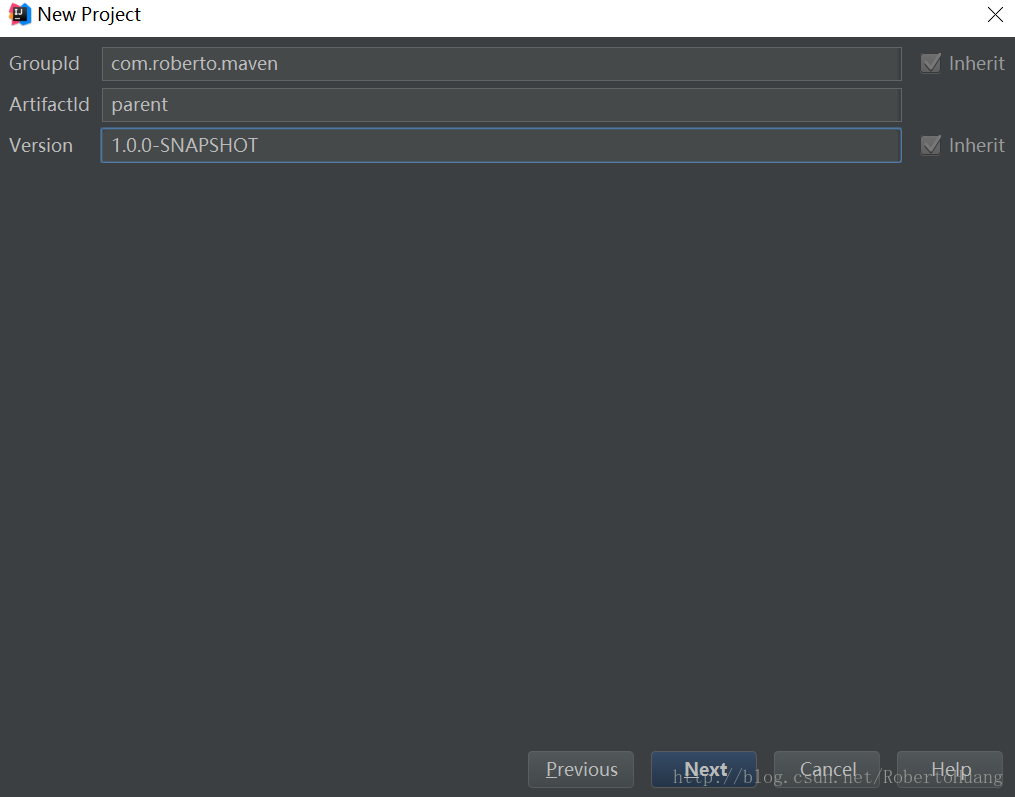 New Project
GroupId com.roberto.maven Inherit
ArtifactId parent
Version 1.0.0-SNAPSHOT Inherit
Previous Next Cancel Help
http://blog.csdn.net/RobertoHuang